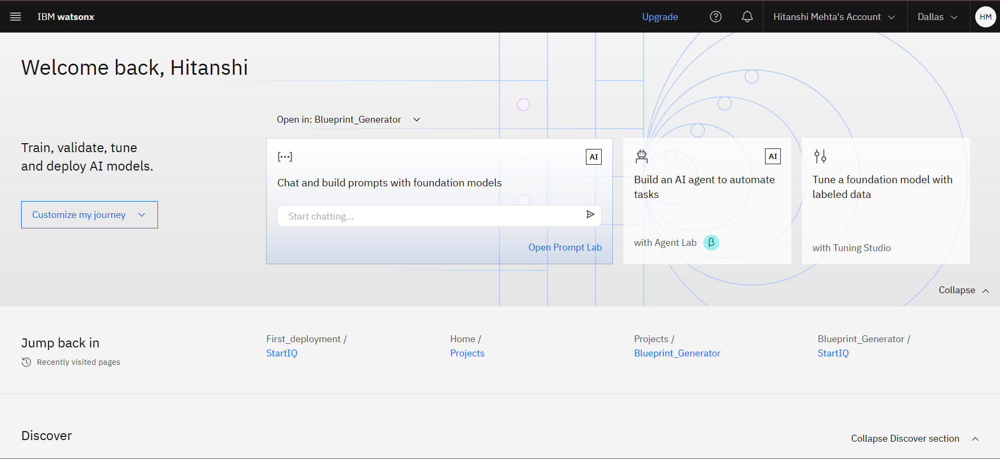 IBM watsonx
Upgrade
Hitanshi Mehta's Account
Dallas
HM
Welcome back, Hitanshi
Train, validate, tune
and deploy AI models.
Customize my journey
Open in: Blueprint_Generator
AI
Chat and build prompts with foundation models
Start chatting...
Open Prompt Lab
AI
Build an AI agent to automate
tasks
with Agent Lab β
Tune a foundation model with
labeled data
with Tuning Studio
Collapse
Jump back in
Recently visited pages
First_deployment /
StartIQ
Home /
Projects
Projects /
Blueprint_Generator
Blueprint_Generator /
StartIQ
Discover
Collapse Discover section